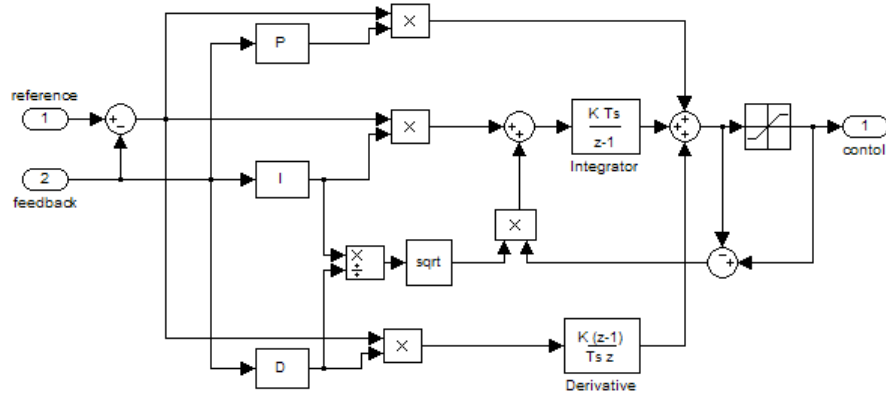 ×
P
reference
1
+
−
×
+
+
K Ts
z-1
Integrator
+
+
+
1
contol
2
feedback
I
×
×
÷
sqrt
−
+
×
K (z-1)
Ts z
Derivative
D